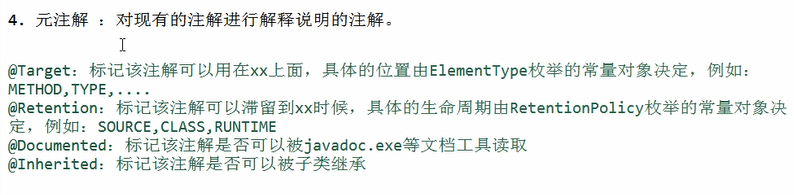 4. 元注解 : 对现有的注解进行解释说明的注解。
@Target: 标记该注解可以用在xx上面，具体的位置由ElementType枚举的常量对象决定，例如:
METHOD,TYPE,....
@Retention: 标记该注解可以滞留到xx时候，具体的生命周期由RetentionPolicy枚举的常量对象决
定，例如: SOURCE,CLASS,RUNTIME
@Documented: 标记该注解是否可以被javadoc.exe等文档工具读取
@Inherited: 标记该注解是否可以被子类继承